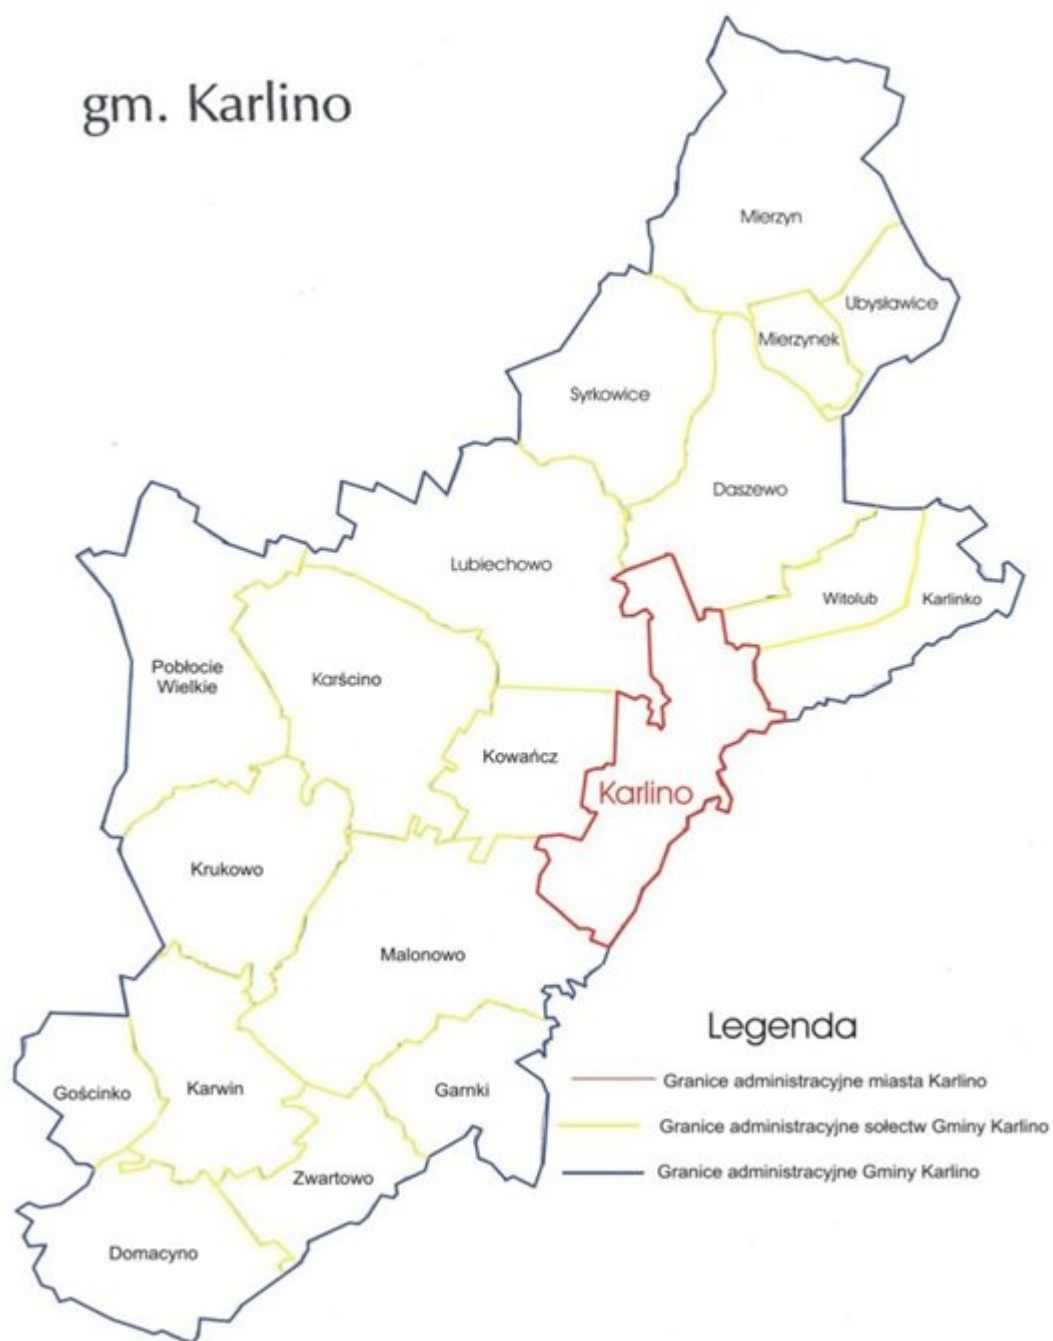 gm. Karlino
Mierzyn
Ubysławice
Mierzynek
Syrkowice
Daszewo
Lubiechowo
Witolub
Karlinko
Pobłocie
Wielkie
Karścino
Kowańcz
Karlino
Krukowo
Malonowo
Gościnko
Karwin
Garnki
Zwartowo
Domacyno
Legenda
Granice administracyjne miasta Karlino
Granice administracyjne sołectw Gminy Karlino
Granice administracyjne Gminy Karlino